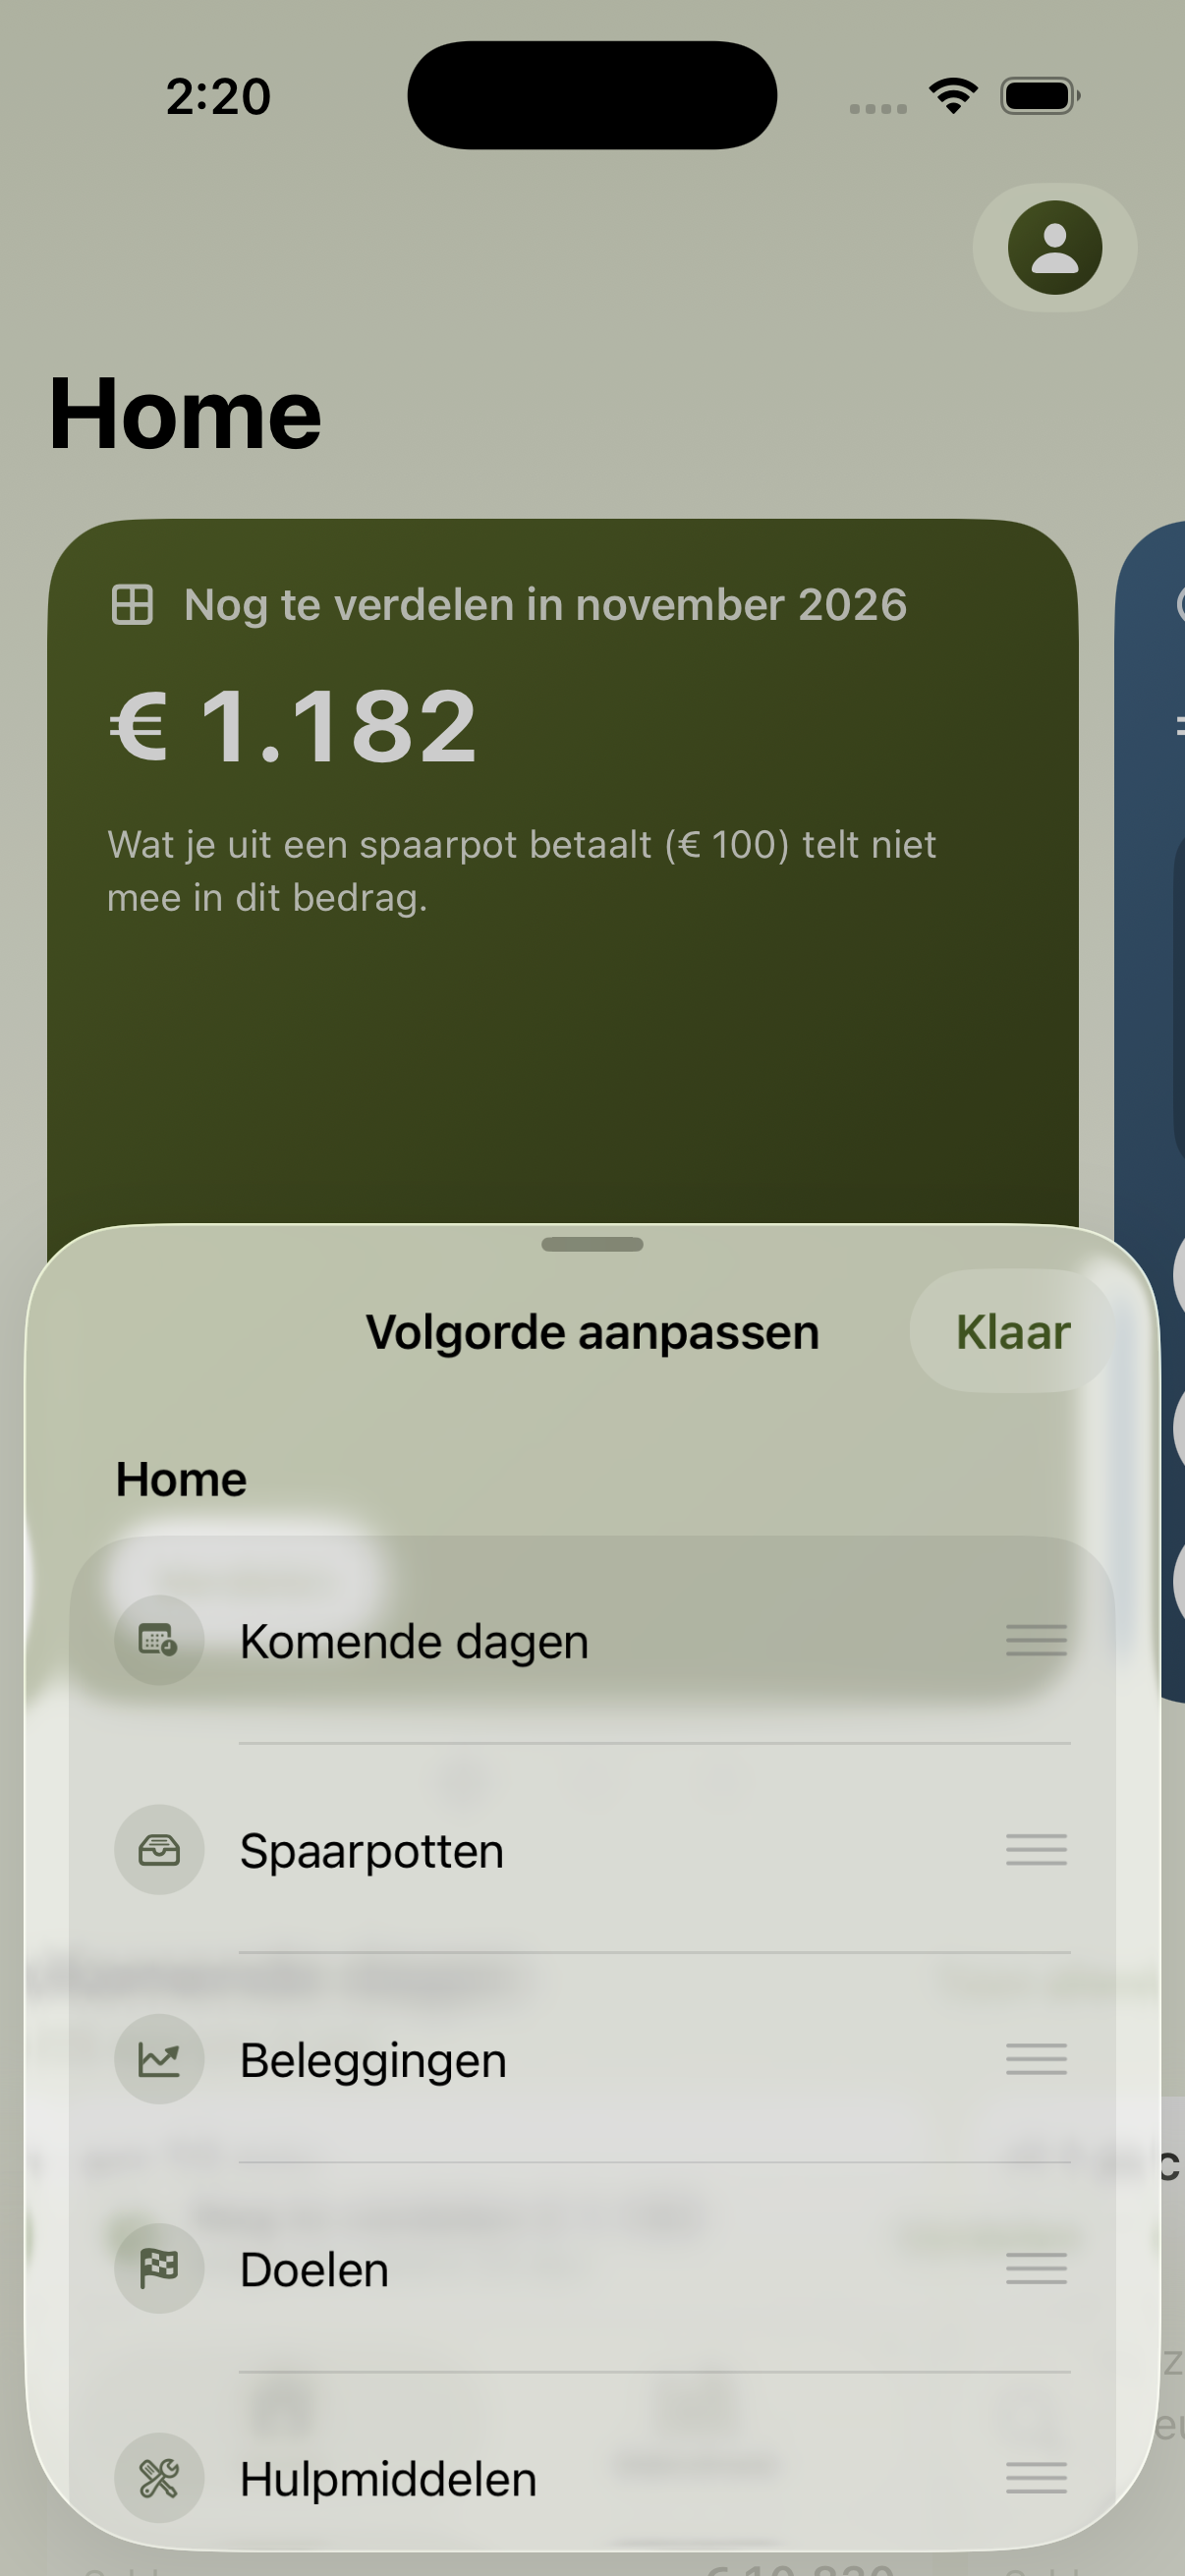 2:20
Home
Nog te verdelen in november 2026
€ 1.182
Wat je uit een spaarpot betaalt (€ 100) telt niet
mee in dit bedrag.
Volgorde aanpassen
Klaar
Home
Komende dagen
Spaarpotten
Beleggingen
Doelen
Hulpmiddelen